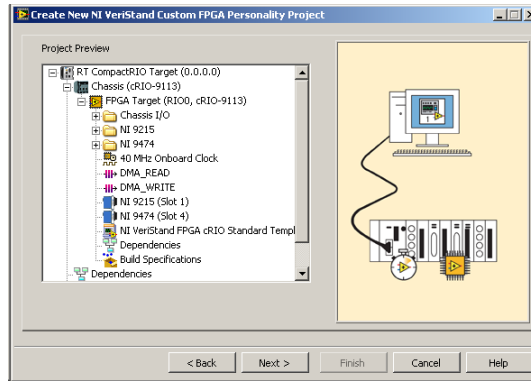 Create New NI VeriStand Custom FPGA Personality Project
Project Preview
RT CompactRIO Target (0.0.0.0)
Chassis (cRIO-9113)
FPGA Target (RIO0, cRIO-9113)
Chassis I/O
NI 9215
NI 9474
40 MHz Onboard Clock
DMA_READ
DMA_WRITE
NI 9215 (Slot 1)
NI 9474 (Slot 4)
NI VeriStand FPGA cRIO Standard Templ
Dependencies
Build Specifications
Dependencies
< Back Next > Finish Cancel Help